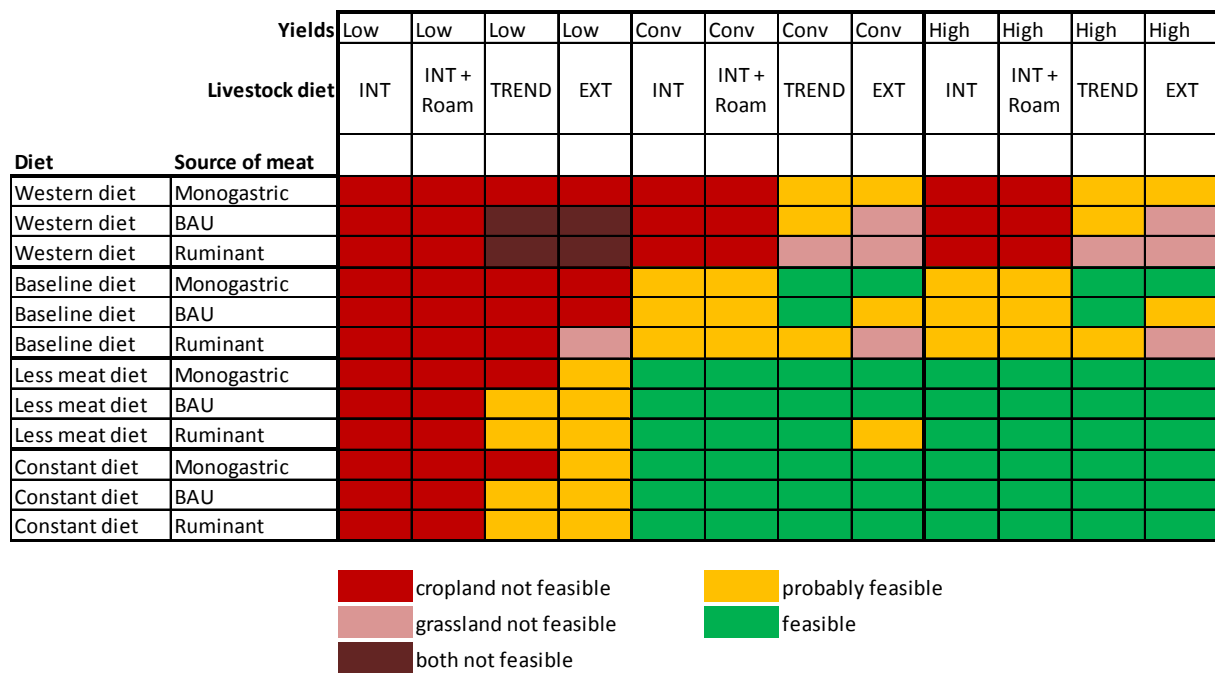 Yields Low Low Low Low Conv Conv Conv Conv High High High High
Livestock diet INT INT + Roam TREND EXT INT INT + Roam TREND EXT INT INT + Roam TREND EXT
Diet Source of meat
Western diet Monogastric
Western diet BAU
Western diet Ruminant
Baseline diet Monogastric
Baseline diet BAU
Baseline diet Ruminant
Less meat diet Monogastric
Less meat diet BAU
Less meat diet Ruminant
Constant diet Monogastric
Constant diet BAU
Constant diet Ruminant
cropland not feasible probably feasible
grassland not feasible feasible
both not feasible